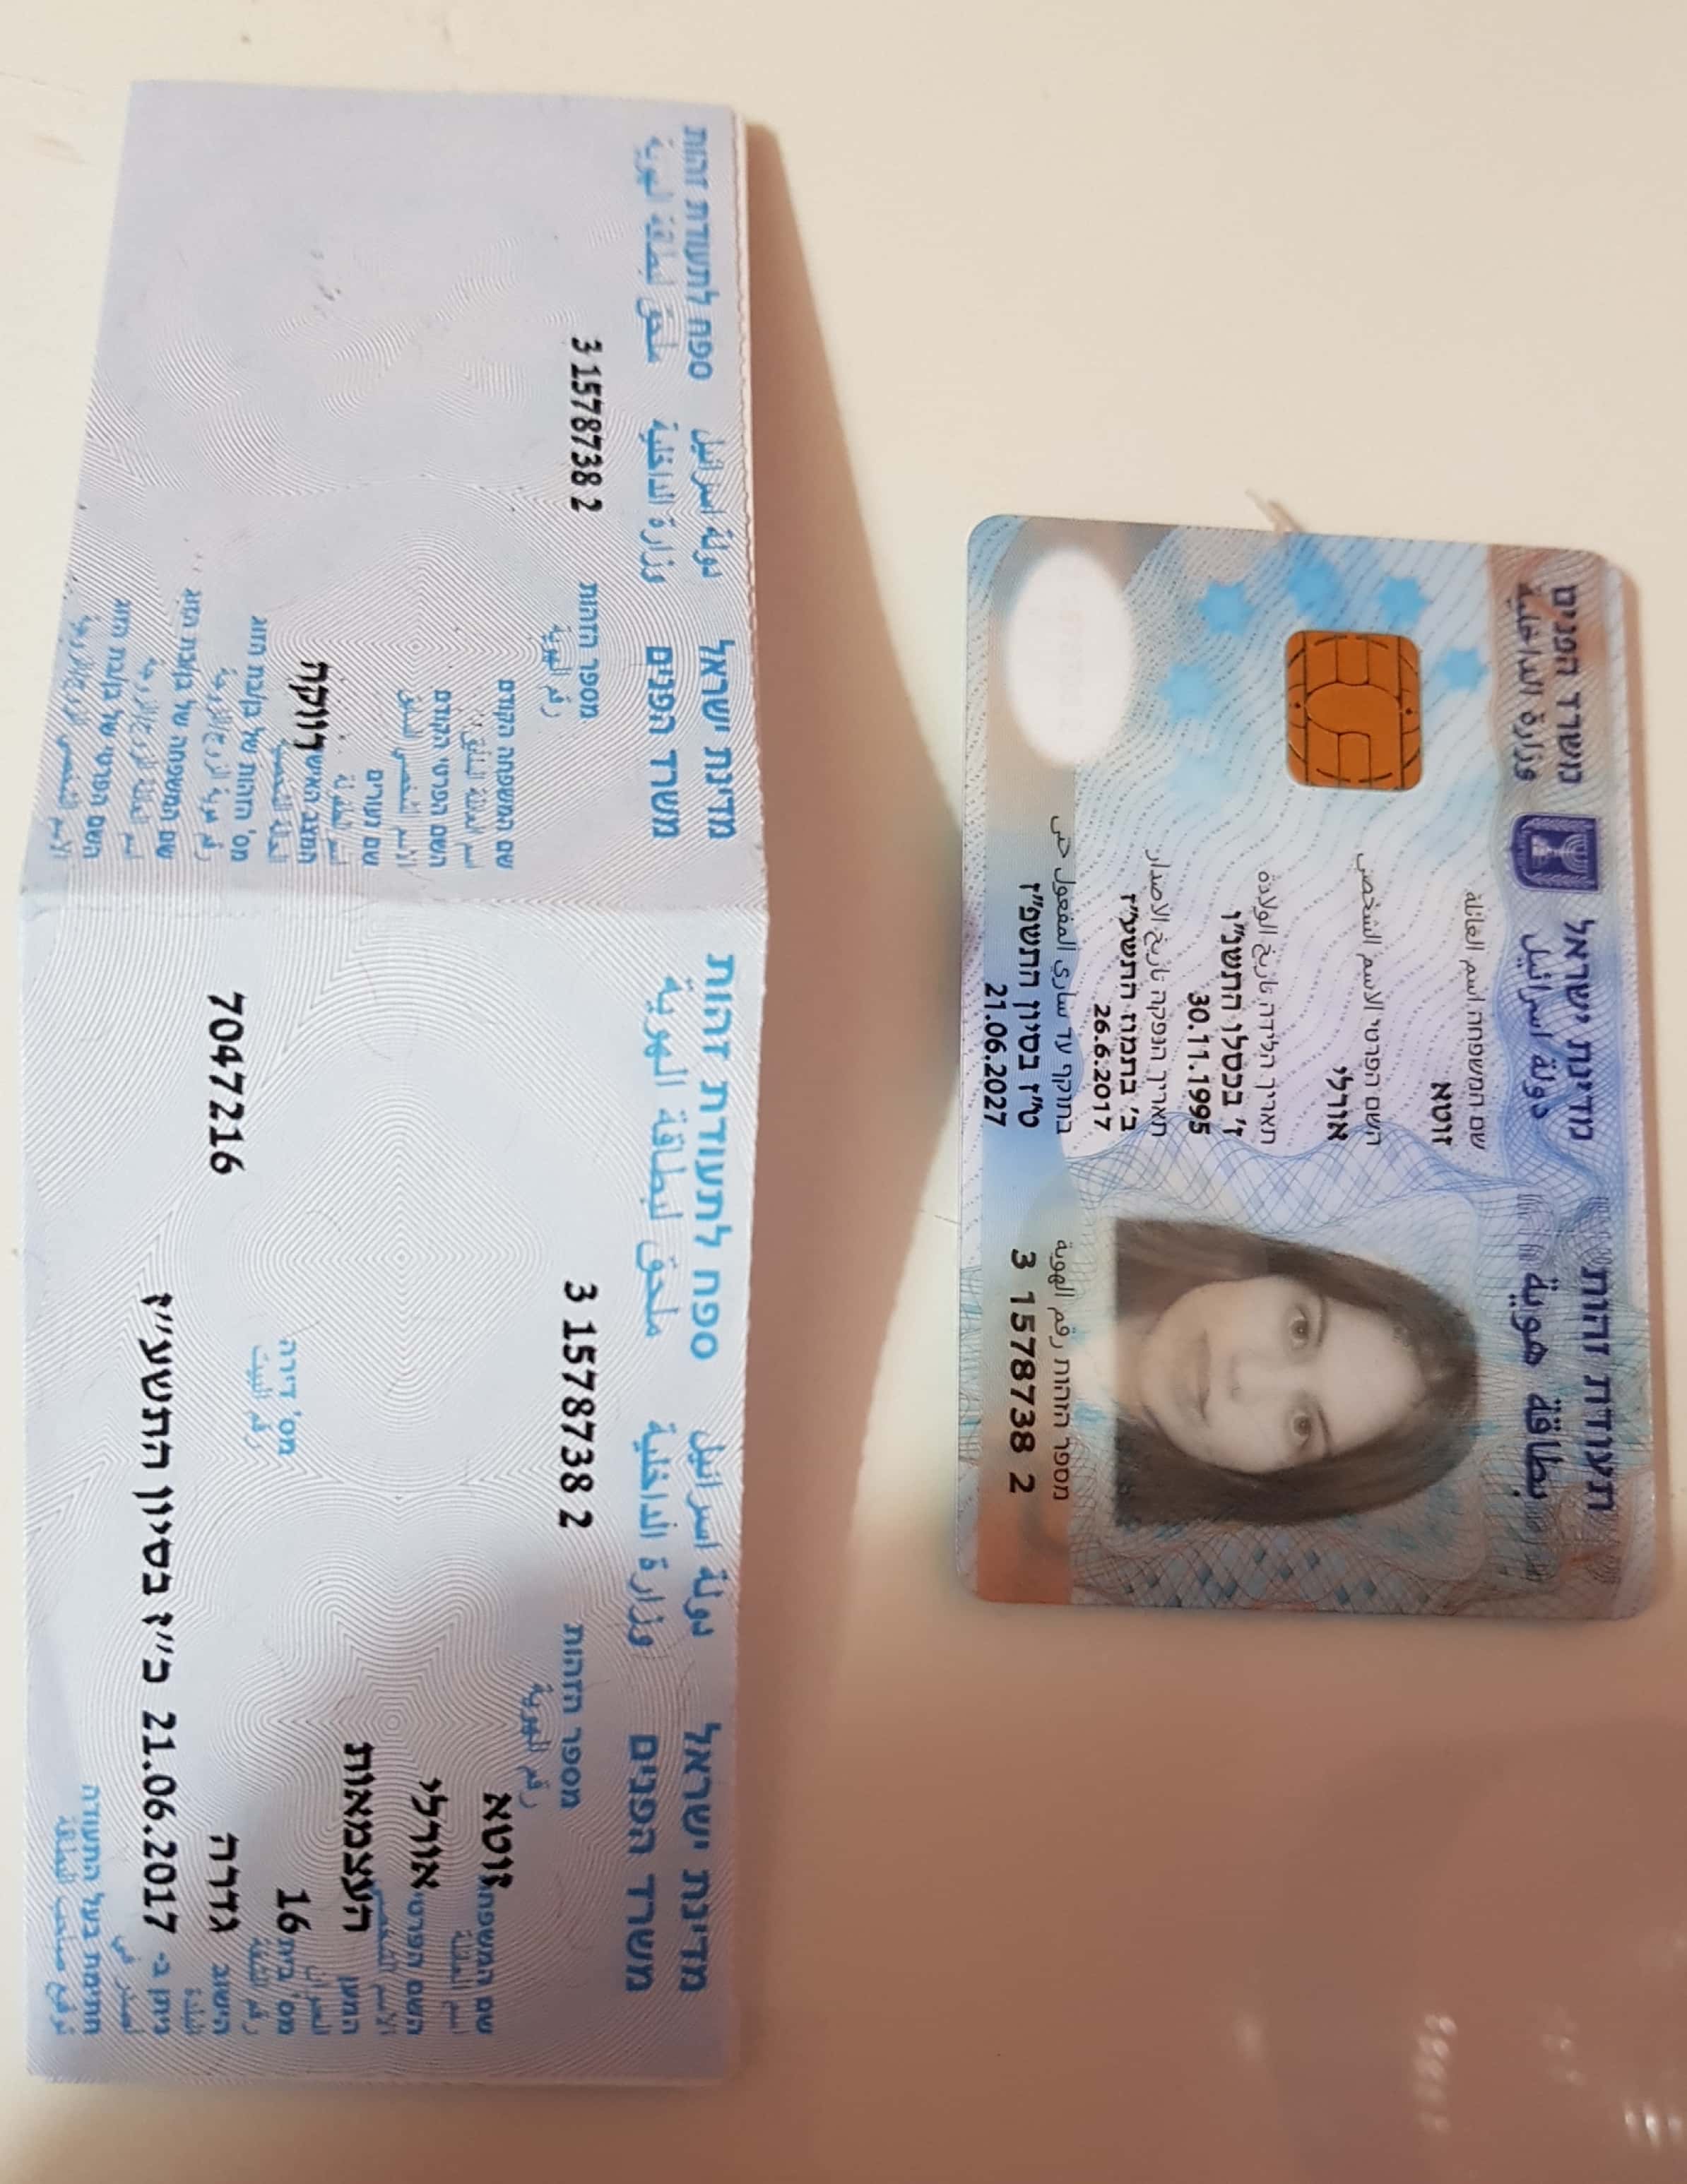 תעודת זהות
بطاقة هوية
מדינת ישראל
دولة اسرائيل
משרד הפנים
وزارة الداخلية
שם המשפחה اسم العائلة
זוטא
השם הפרטי الاسم الشخصي
אורלי
תאריך הלידה تاريخ الولادة
ז' בכסלו התשנ"ו
30.11.1995
תאריך הנפקה تاريخ الاصدار
ב' בתמוז התשע"ז
26.6.2017
בתוקף עד ساري المفعول حتى
ט"ז בסיון התשפ"ז
21.06.2027
מספר הזהות رقم الهوية
3 1578738 2
מדינת ישראל دولة اسرائيل ספח לתעודת זהות
משרד הפנים وزارة الداخلية ملحق لبطاقة الهوية
מספר הזהות 3 1578738 2
رقم الهوية
שם המשפחה זוטא
اسم العائلة
השם הפרטי אורלי
الاسم الشخصي
המען העצמאות
العنوان
מס' בית 16 מס' דירה
رقم الشقة رقم البيت
הישוב גדרה 7047216
البلدة
ניתן ב- 21.06.2017 כ"ז בסיון התשע"ז
أصدر في
חתימת בעל התעודה
توقيع صاحب البطاقة
מדינת ישראל دولة اسرائيل ספח לתעודת זהות
משרד הפנים وزارة الداخلية ملحق لبطاقة الهوية
מספר הזהות 3 1578738 2
رقم الهوية
שם המשפחה הקודם
اسم العائلة السابق
השם הפרטי הקודם
الاسم الشخصي السابق
שם נעורים
اسم الطفولة
המצב האישי רווקה
الحالة الشخصية
מס' הזהות של בן/בת הזוג
رقم هوية الزوج/الزوجة
שם המשפחה של בן/בת הזוג
اسم العائلة للزوج/الزوجة
השם הפרטי של בן/בת הזוג
الاسم الشخصي للزوج/الزوجة